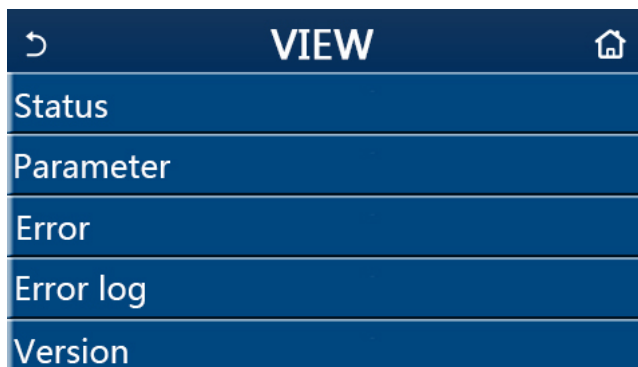 VIEW
Status
Parameter
Error
Error log
Version